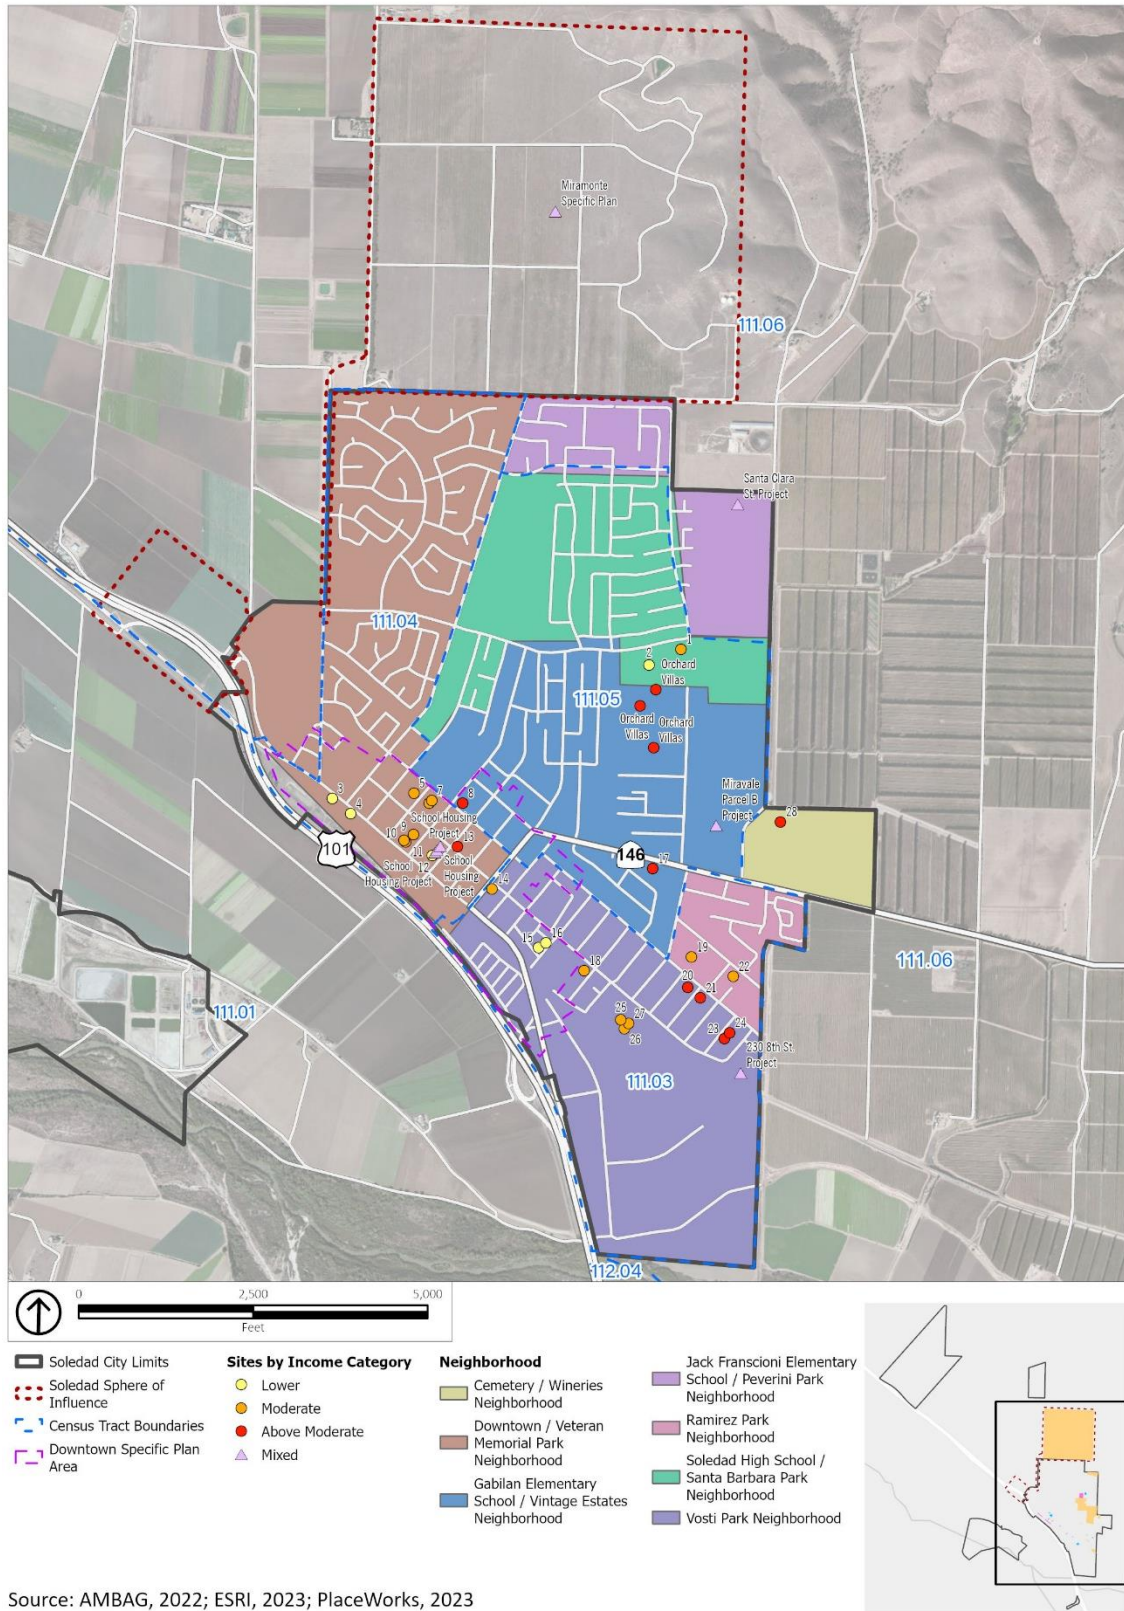 Miramonte
Specific Plan
111.06
Santa Clara
St. Project
111.04
1
2
Orchard
Villas
111.05
Orchard
Villas
Orchard
Villas
Miravale
Parcel B
Project
3
4
5
7
8
School Housing
Project
9
10
11
12
13
School
Housing Project
School
Housing
Project
101
146
14
17
28
15
16
18
19
20
21
22
23
24
25
26
27
230 8th St.
Project
111.06
111.01
111.03
112.04
0
2,500
5,000
Feet
Soledad City Limits
Soledad Sphere of
Influence
Census Tract Boundaries
Downtown Specific Plan
Area
Sites by Income Category
Lower
Moderate
Above Moderate
Mixed
Neighborhood
Cemetery / Wineries
Neighborhood
Downtown / Veteran
Memorial Park
Neighborhood
Gabilan Elementary
School / Vintage Estates
Neighborhood
Jack Franscioni Elementary
School / Peverini Park
Neighborhood
Ramirez Park
Neighborhood
Soledad High School /
Santa Barbara Park
Neighborhood
Vosti Park Neighborhood
Source: AMBAG, 2022; ESRI, 2023; PlaceWorks, 2023